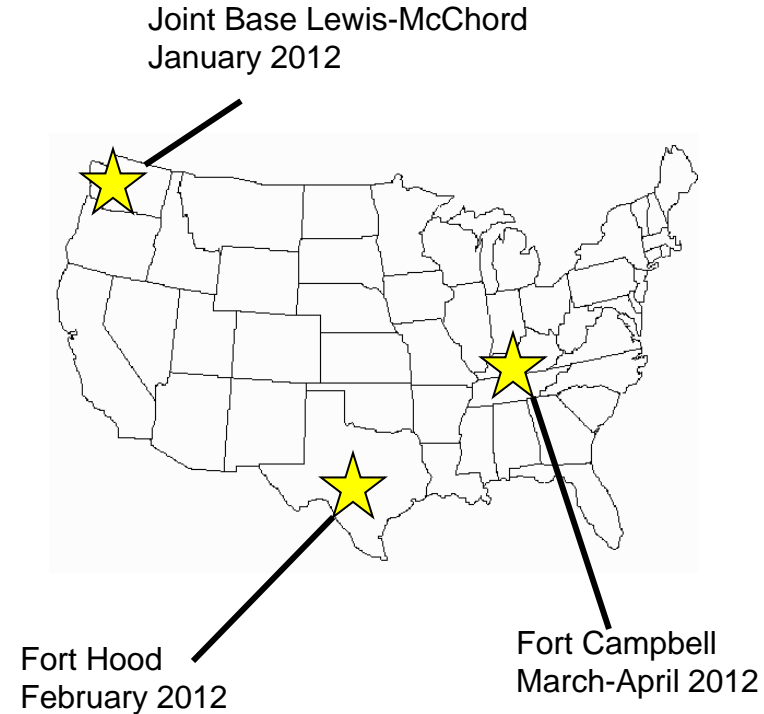 Joint Base Lewis-McChord
January 2012
Fort Hood
February 2012
Fort Campbell
March-April 2012